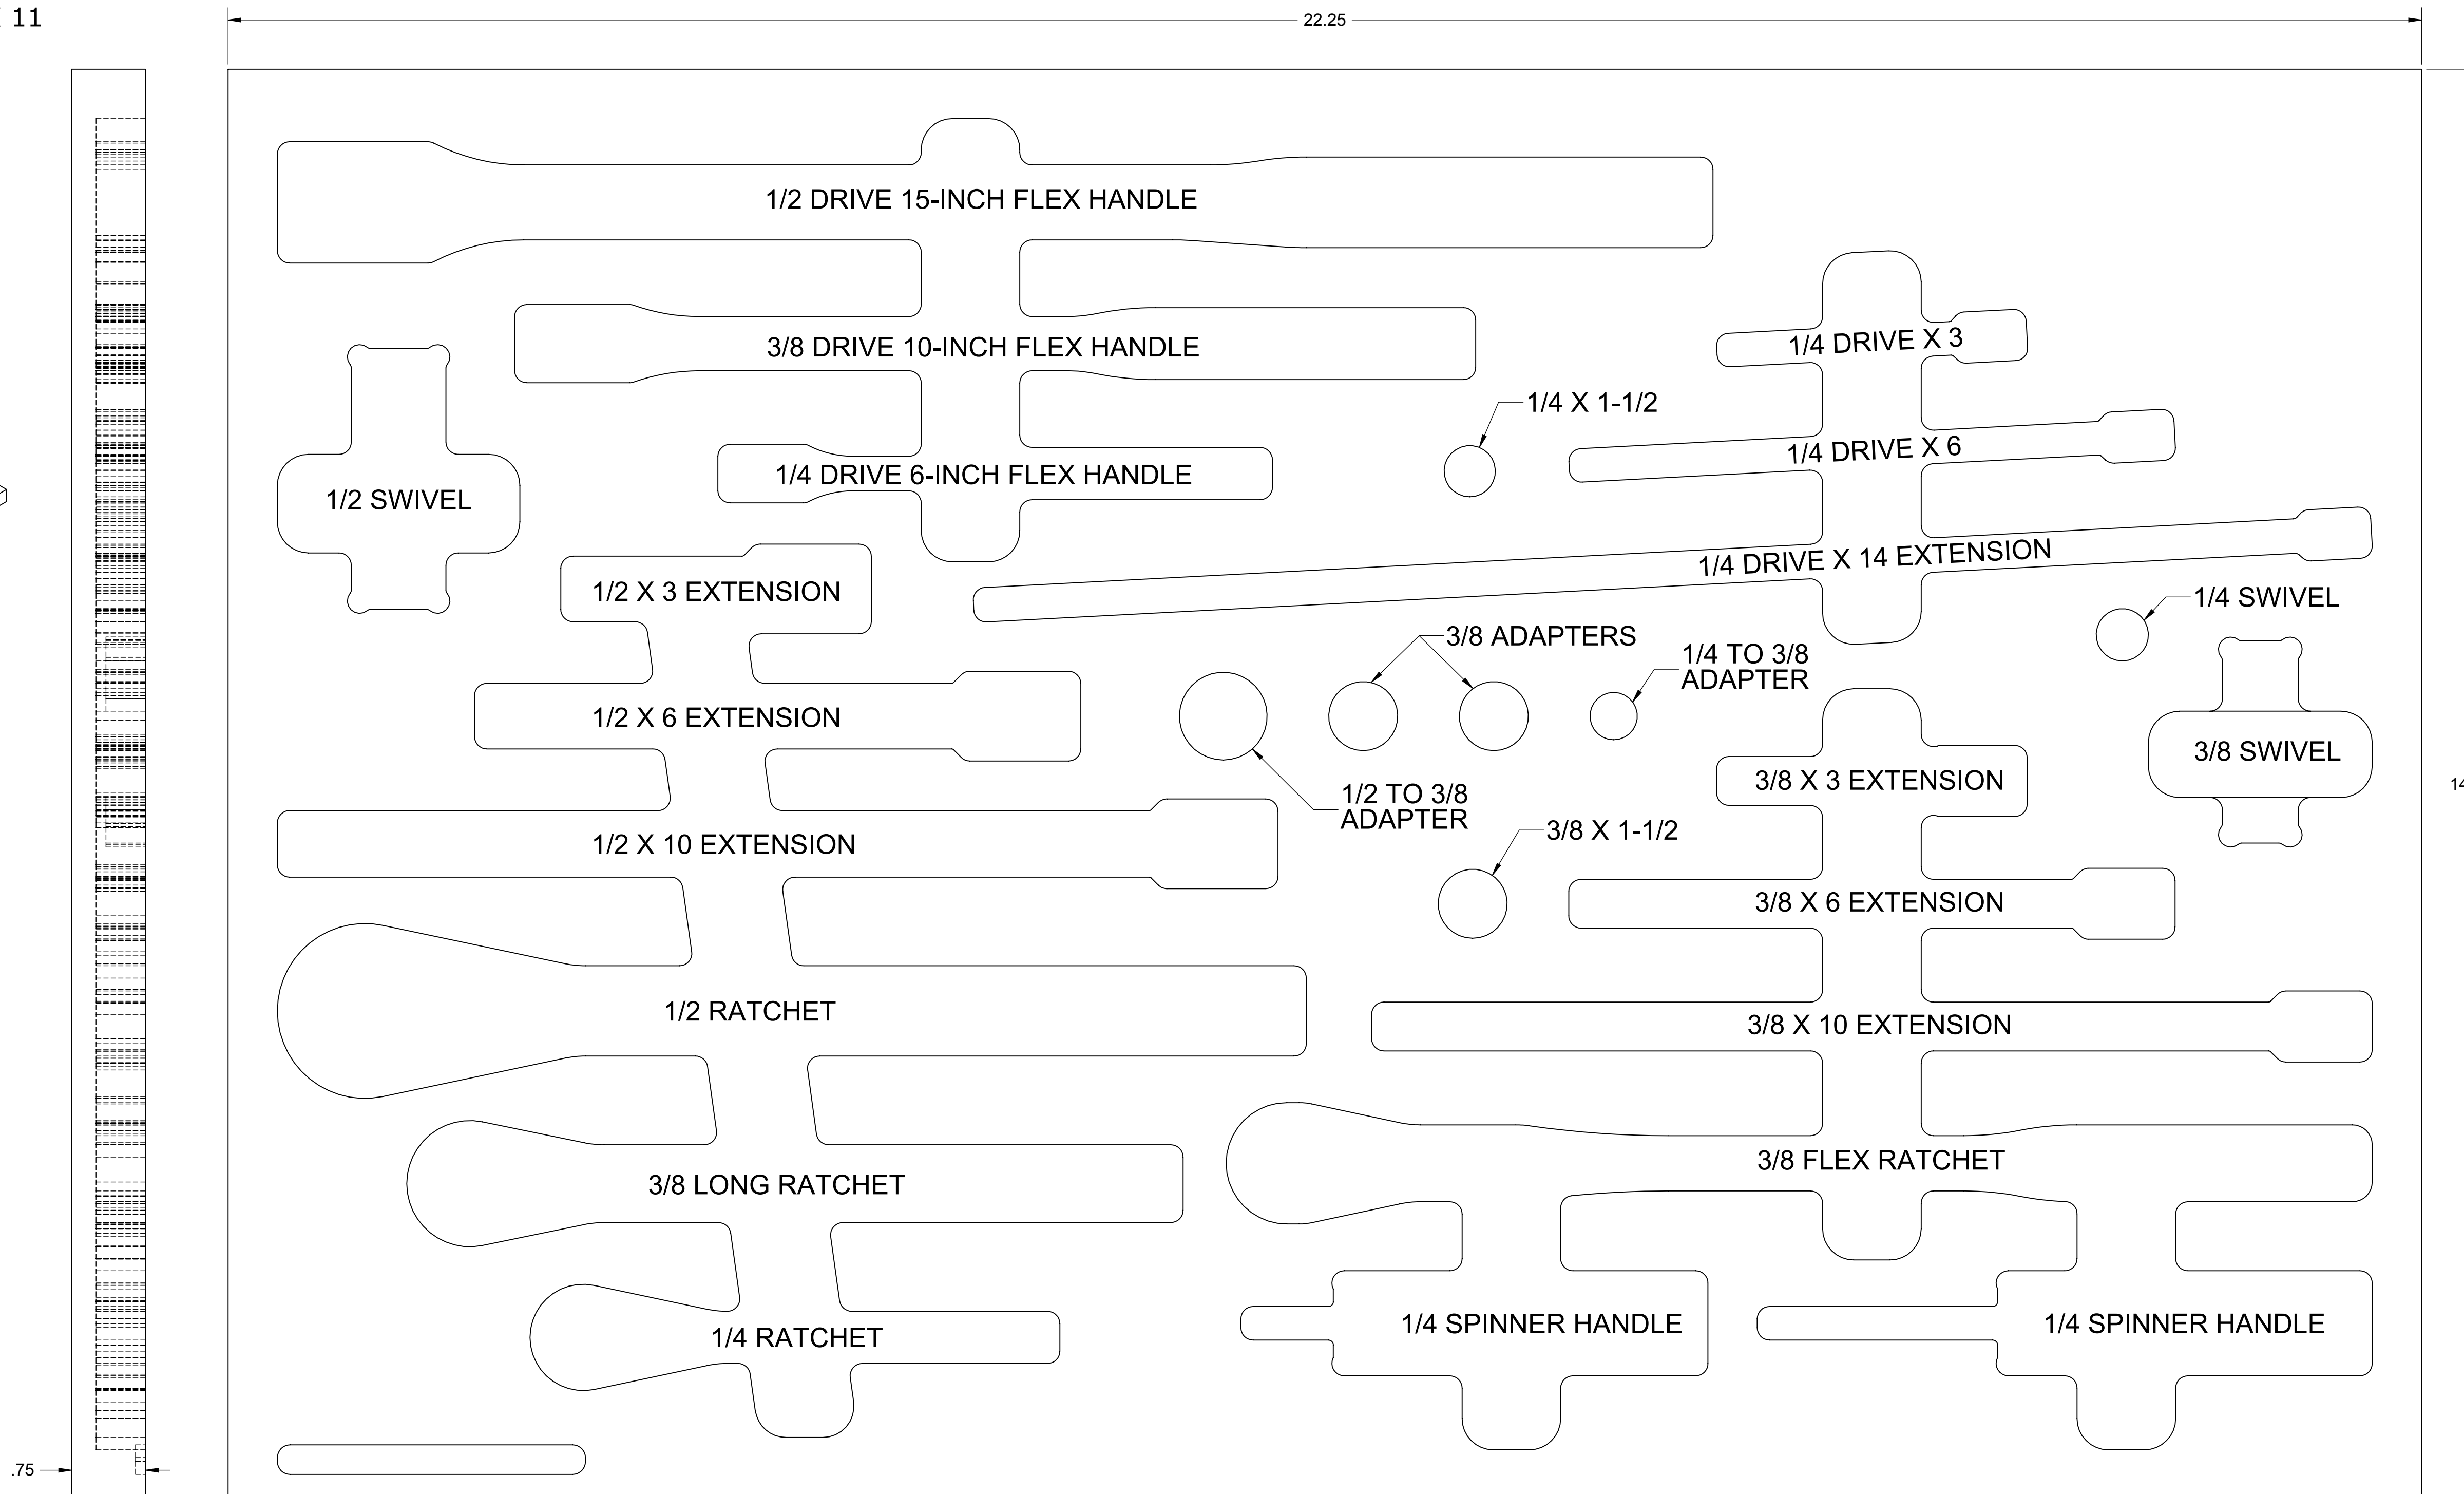 11
22.25
1/2 DRIVE 15-INCH FLEX HANDLE
1/4 DRIVE X 3
3/8 DRIVE 10-INCH FLEX HANDLE
1/4 X 1-1/2
1/4 DRIVE X 6
1/4 DRIVE 6-INCH FLEX HANDLE
1/2 SWIVEL
1/4 DRIVE X 14 EXTENSION
1/2 X 3 EXTENSION
1/4 SWIVEL
3/8 ADAPTERS
1/4 TO 3/8
ADAPTER
1/2 X 6 EXTENSION
3/8 SWIVEL
3/8 X 3 EXTENSION
14
1/2 TO 3/8
ADAPTER
3/8 X 1-1/2
1/2 X 10 EXTENSION
3/8 X 6 EXTENSION
1/2 RATCHET
3/8 X 10 EXTENSION
3/8 FLEX RATCHET
3/8 LONG RATCHET
1/4 SPINNER HANDLE
1/4 SPINNER HANDLE
1/4 RATCHET
.75